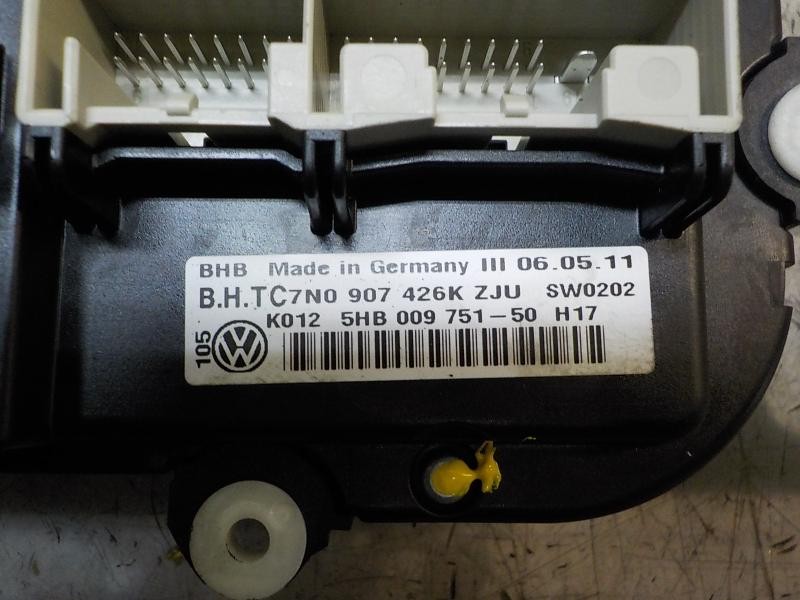 BHB Made in Germany III 06.05.11
B.H.TC7N0 907 426K ZJU SW0202
K012 5HB 009 751-50 H17
105